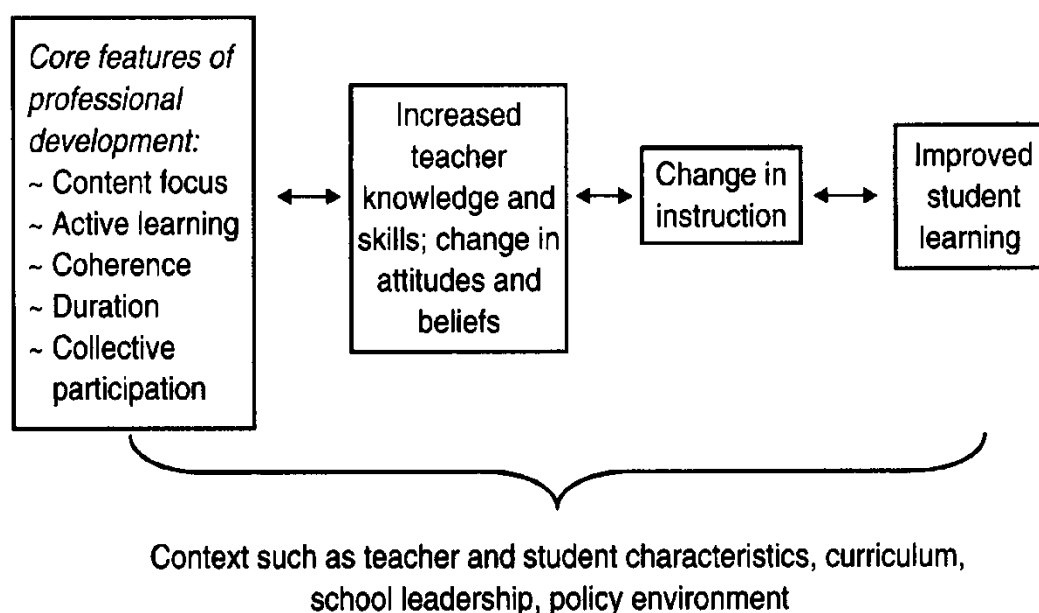 Core features of
professional
development:
~ Content focus
~ Active learning
~ Coherence
~ Duration
~ Collective
participation
Increased
teacher
knowledge and
skills; change in
attitudes and
beliefs
Change in
instruction
Improved
student
learning
Context such as teacher and student characteristics, curriculum,
school leadership, policy environment